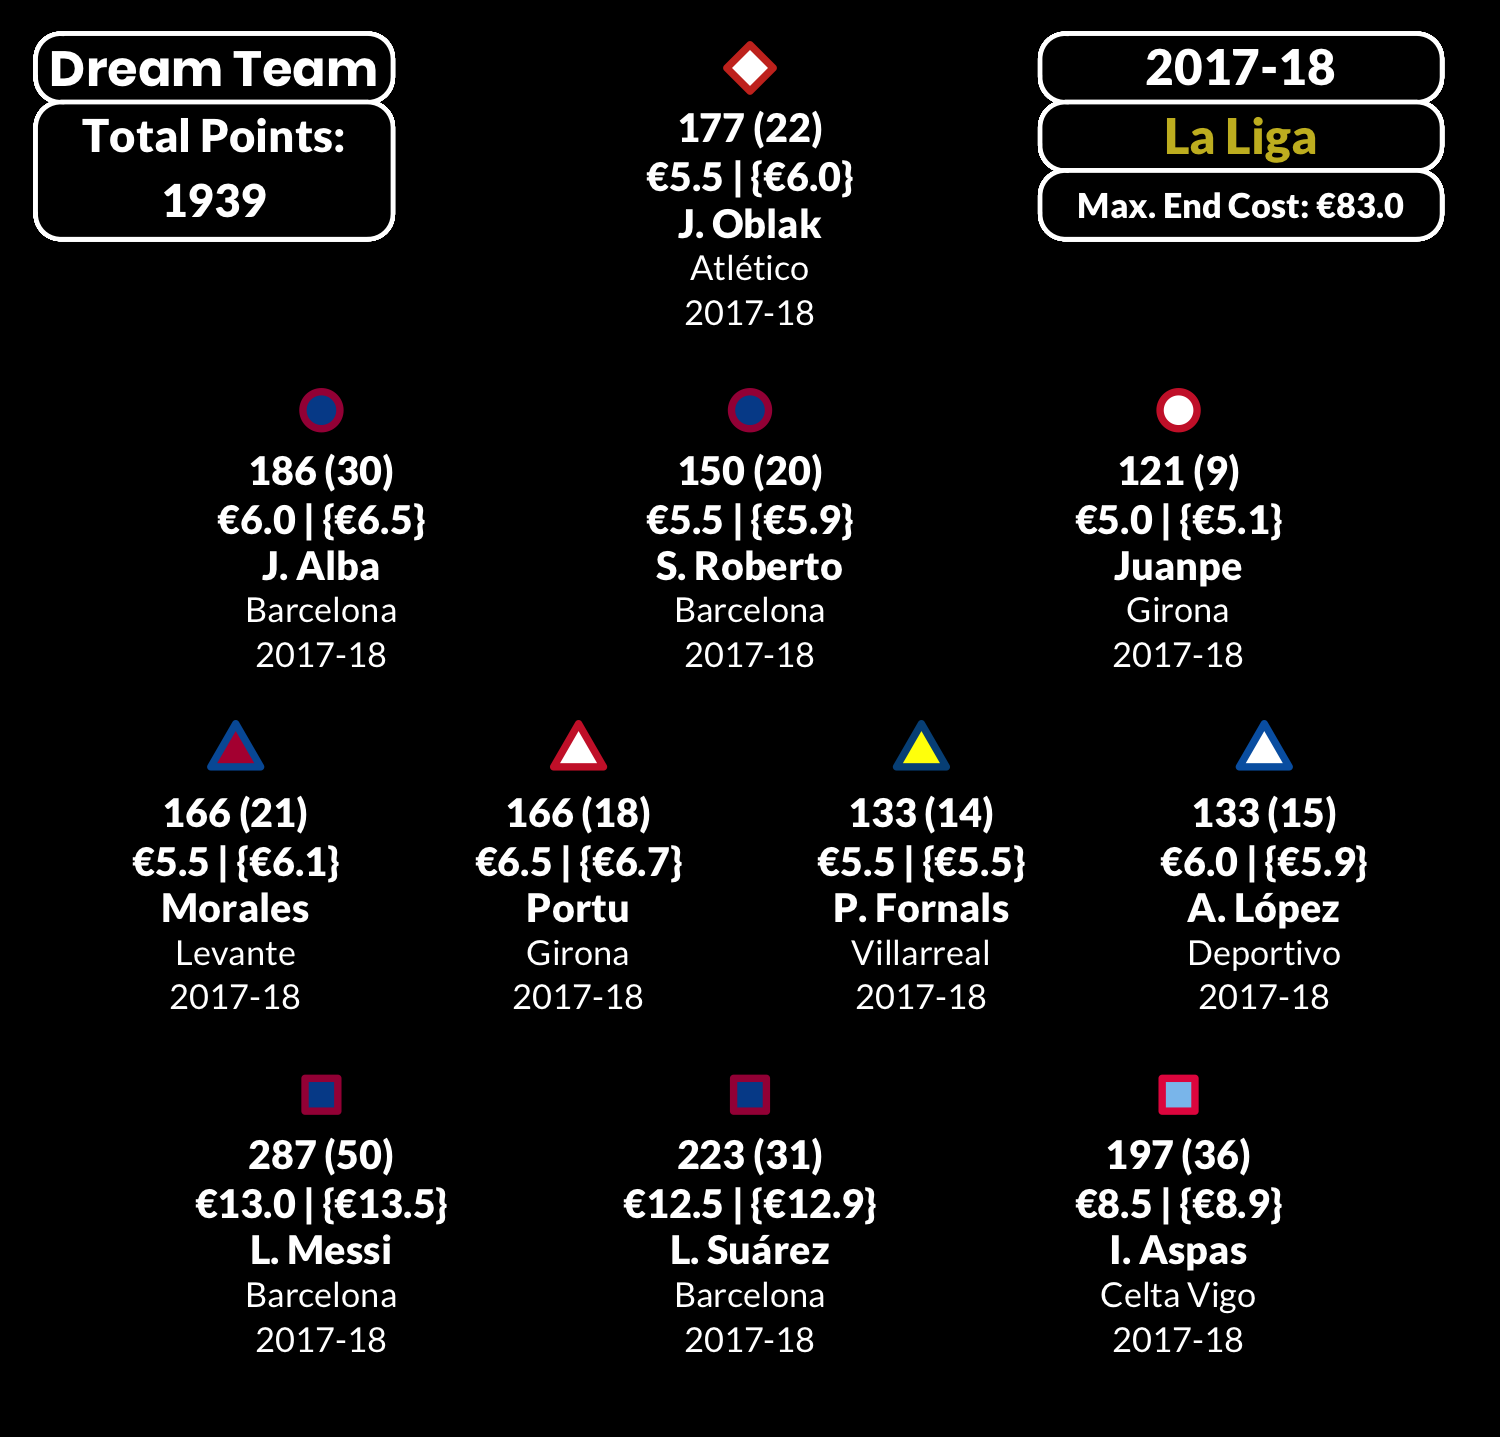 Dream Team
Total Points:
1939
2017-18
La Liga
Max. End Cost: €83.0
177 (22)
€5.5 | {€6.0}
J. Oblak
Atlético
2017-18
186 (30)
€6.0 | {€6.5}
J. Alba
Barcelona
2017-18
150 (20)
€5.5 | {€5.9}
S. Roberto
Barcelona
2017-18
121 (9)
€5.0 | {€5.1}
Juanpe
Girona
2017-18
166 (21)
€5.5 | {€6.1}
Morales
Levante
2017-18
166 (18)
€6.5 | {€6.7}
Portu
Girona
2017-18
133 (14)
€5.5 | {€5.5}
P. Fornals
Villarreal
2017-18
133 (15)
€6.0 | {€5.9}
A. López
Deportivo
2017-18
287 (50)
€13.0 | {€13.5}
L. Messi
Barcelona
2017-18
223 (31)
€12.5 | {€12.9}
L. Suárez
Barcelona
2017-18
197 (36)
€8.5 | {€8.9}
I. Aspas
Celta Vigo
2017-18